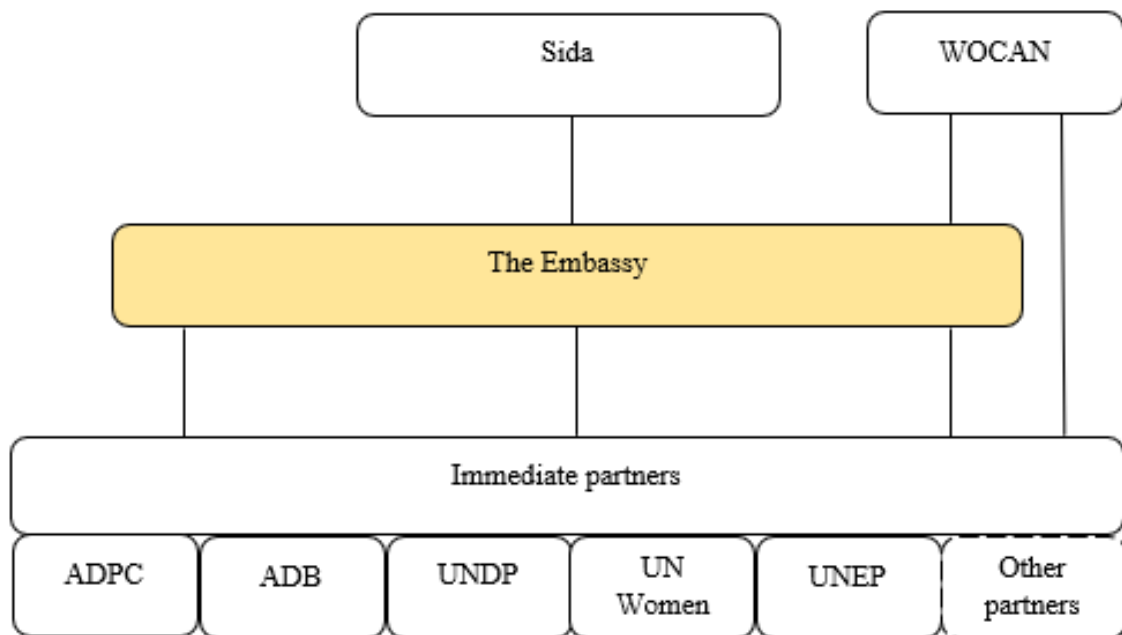 Sida
WOCAN
The Embassy
Immediate partners
ADPC
ADB
UNDP
UN
Women
UNEP
Other
partners